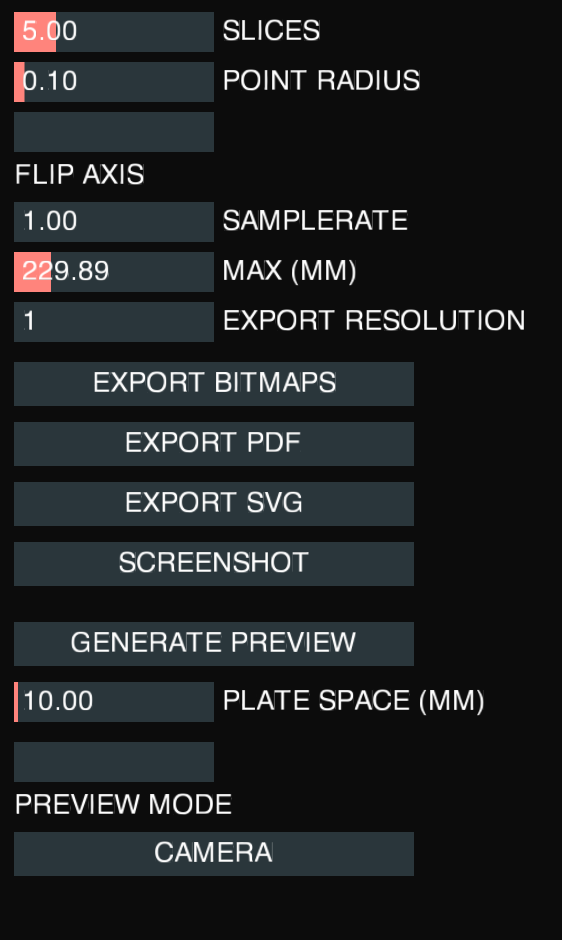 5.00 SLICES
0.10 POINT RADIUS
FLIP AXIS
1.00 SAMPLERATE
229.89 MAX (MM)
1 EXPORT RESOLUTION
EXPORT BITMAPS
EXPORT PDF
EXPORT SVG
SCREENSHOT
GENERATE PREVIEW
10.00 PLATE SPACE (MM)
PREVIEW MODE
CAMERA